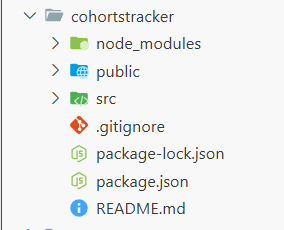 cohortstracker
node_modules
public
src
.gitignore
package-lock.json
package.json
README.md